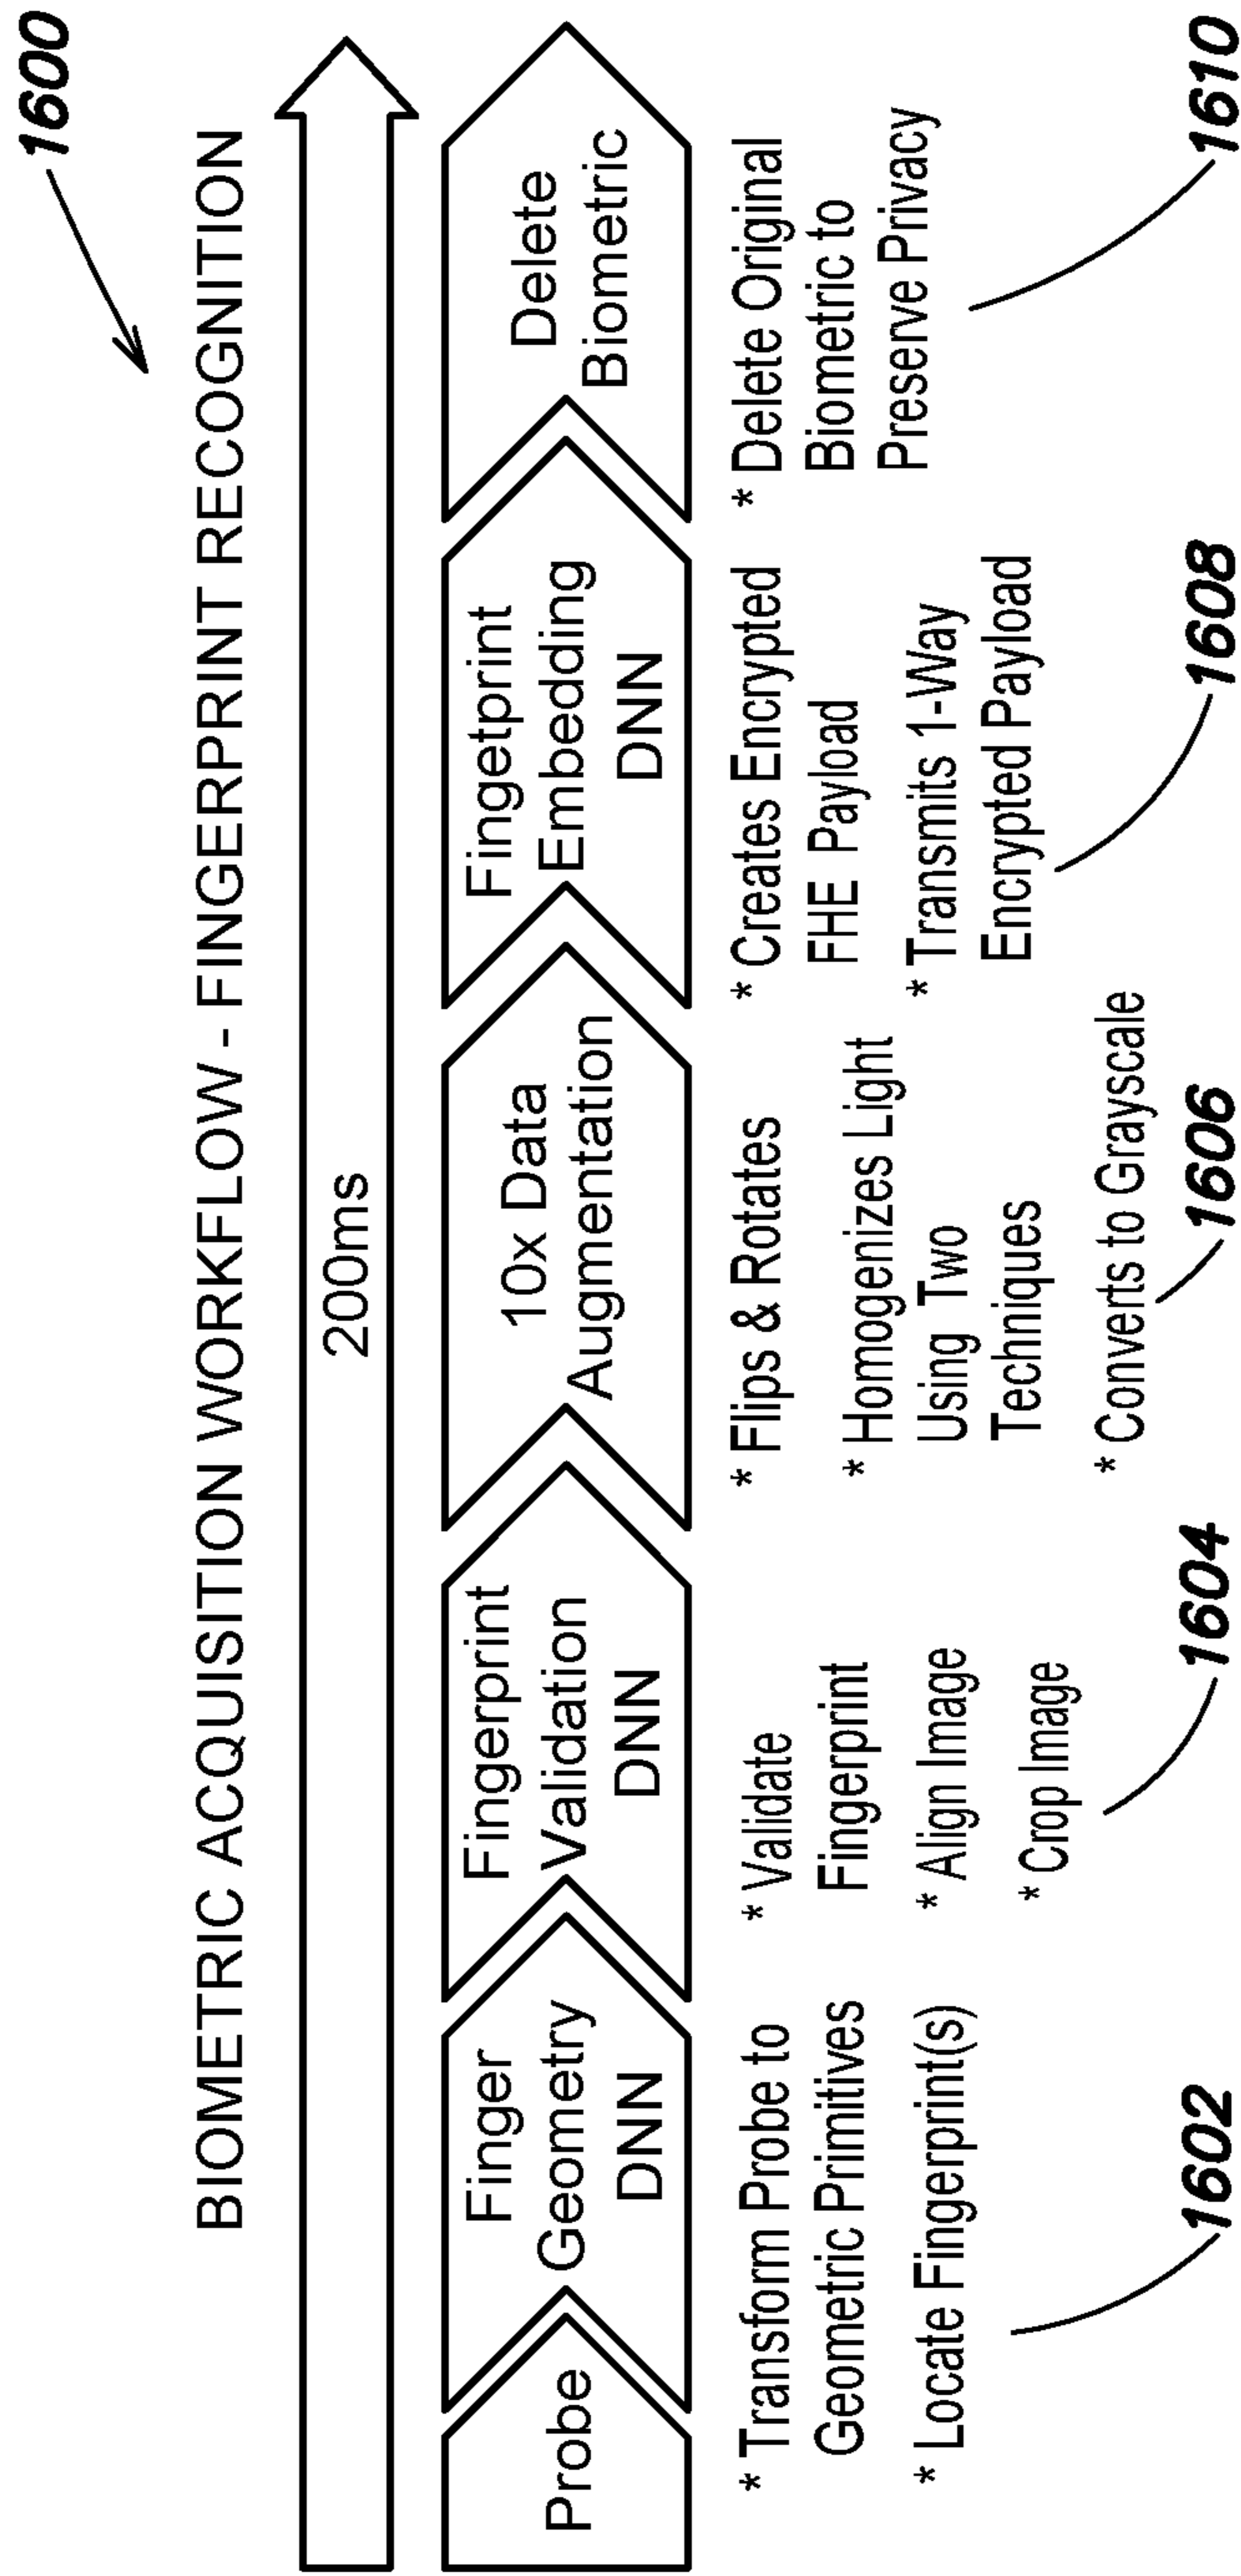 1600
BIOMETRIC ACQUISITION WORKFLOW - FINGERPRINT RECOGNITION
200ms
Probe
Finger
Geometry
DNN
Fingerprint
Validation
DNN
10x Data
Augmentation
Fingetprint
Embedding
DNN
Delete
Biometric
* Transform Probe to
Geometric Primitives
* Locate Fingerprint(s)
1602
* Validate
Fingerprint
* Align Image
* Crop Image
1604
* Flips & Rotates
* Homogenizes Light
Using Two
Techniques
* Converts to Grayscale
1606
* Creates Encrypted
FHE Payload
* Transmits 1-Way
Encrypted Payload
1608
* Delete Original
Biometric to
Preserve Privacy
1610